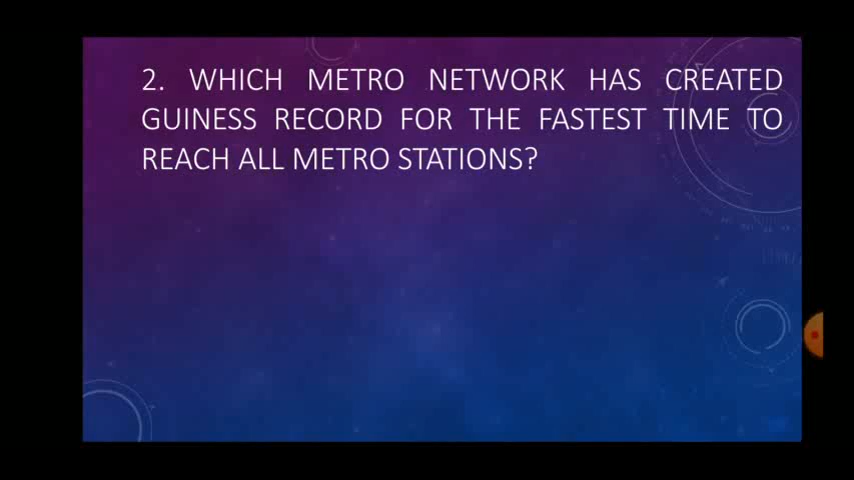 2. WHICH METRO NETWORK HAS CREATED
GUINESS RECORD FOR THE FASTEST TIME TO
REACH ALL METRO STATIONS?